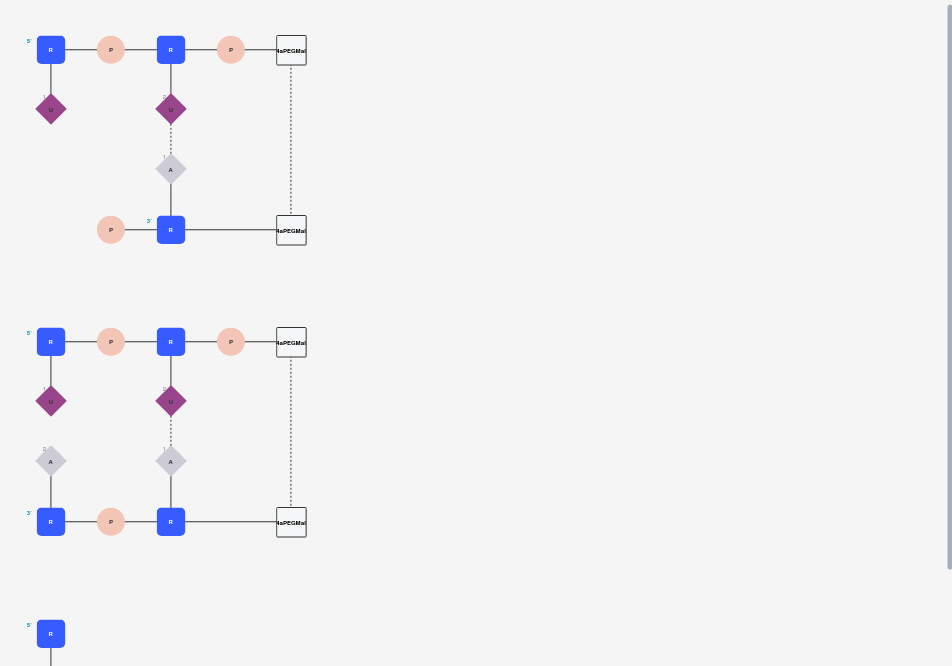 5' R P R P 4aPEGMal
1 U 2 U
1 A
P 3' R 4aPEGMal
5' R P R P 4aPEGMal
1 U 2 U
2 A 1 A
3' R P R 4aPEGMal
5' R